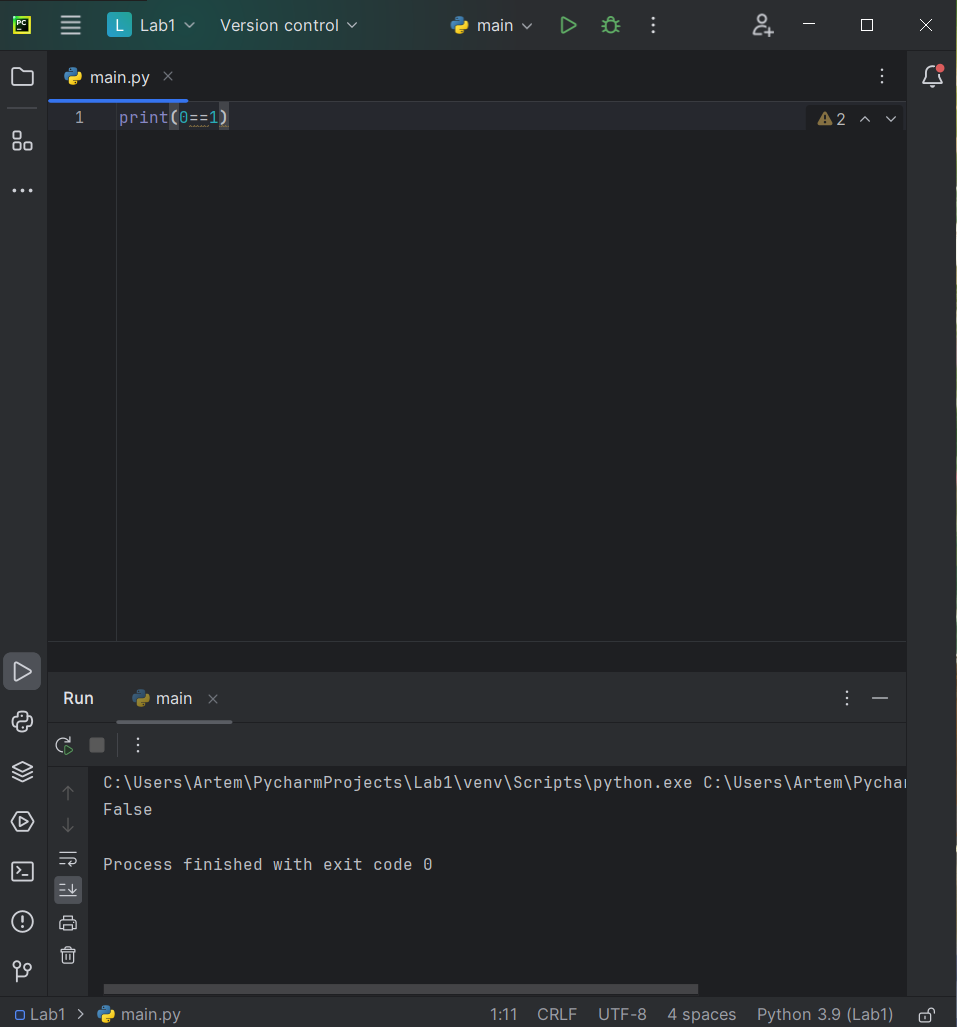 PC
L Lab1 Version control main
main.py
1 print(0==1) 2
Run main
C:\Users\Artem\PycharmProjects\Lab1\venv\Scripts\python.exe C:\Users\Artem\Pychar
False
Process finished with exit code 0
Lab1 > main.py 1:11 CRLF UTF-8 4 spaces Python 3.9 (Lab1)